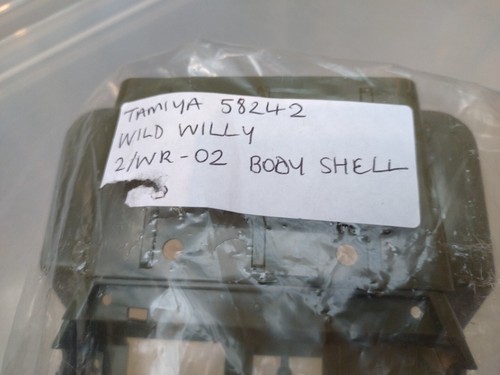 TAMIYA 58242
WILD WILLY
2/WR-02 BODY SHELL